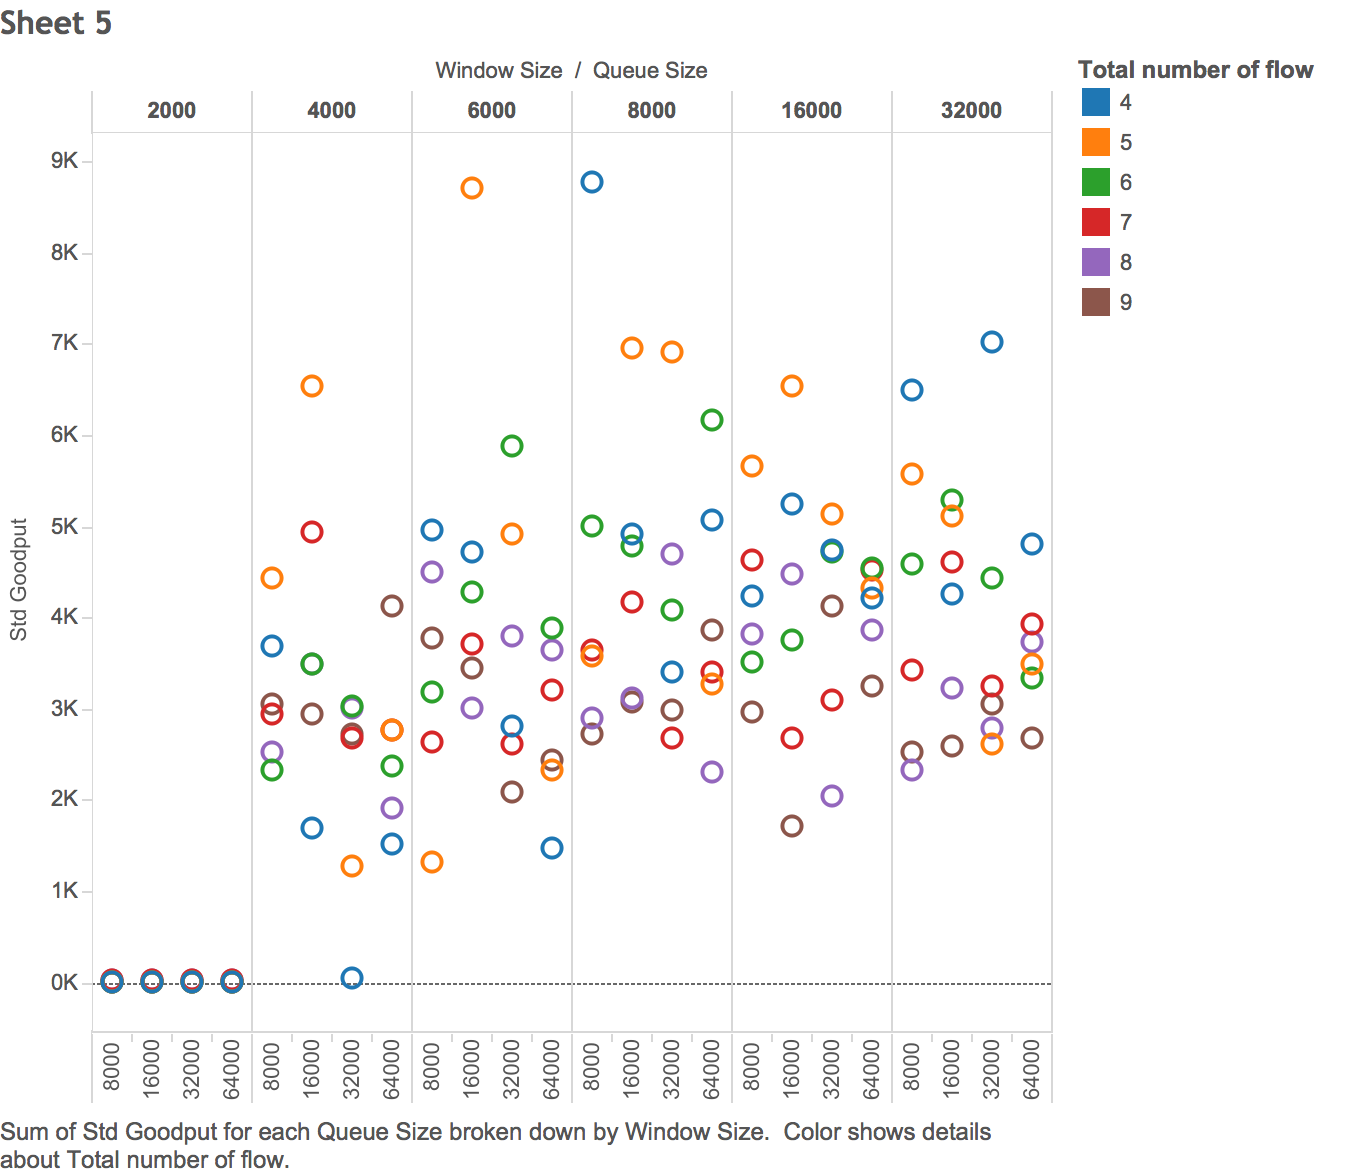 Sheet 5
Window Size / Queue Size
Total number of flow
2000 4000 6000 8000 16000 32000
4
5
6
7
8
9
9K
8K
7K
6K
5K
4K
3K
2K
1K
0K
Std Goodput
8000 16000 32000 64000 8000 16000 32000 64000 8000 16000 32000 64000 8000 16000 32000 64000 8000 16000 32000 64000 8000 16000 32000 64000
Sum of Std Goodput for each Queue Size broken down by Window Size.  Color shows details
about Total number of flow.